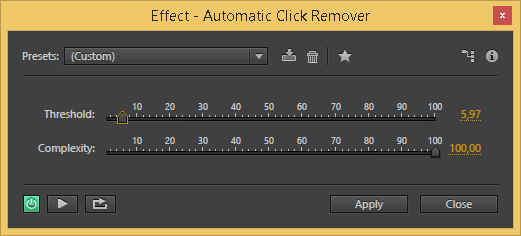 Effect - Automatic Click Remover
x
Presets: (Custom)
10 20 30 40 50 60 70 80 90 100
Threshold: 5,97
10 20 30 40 50 60 70 80 90 100
Complexity: 100,00
Apply Close